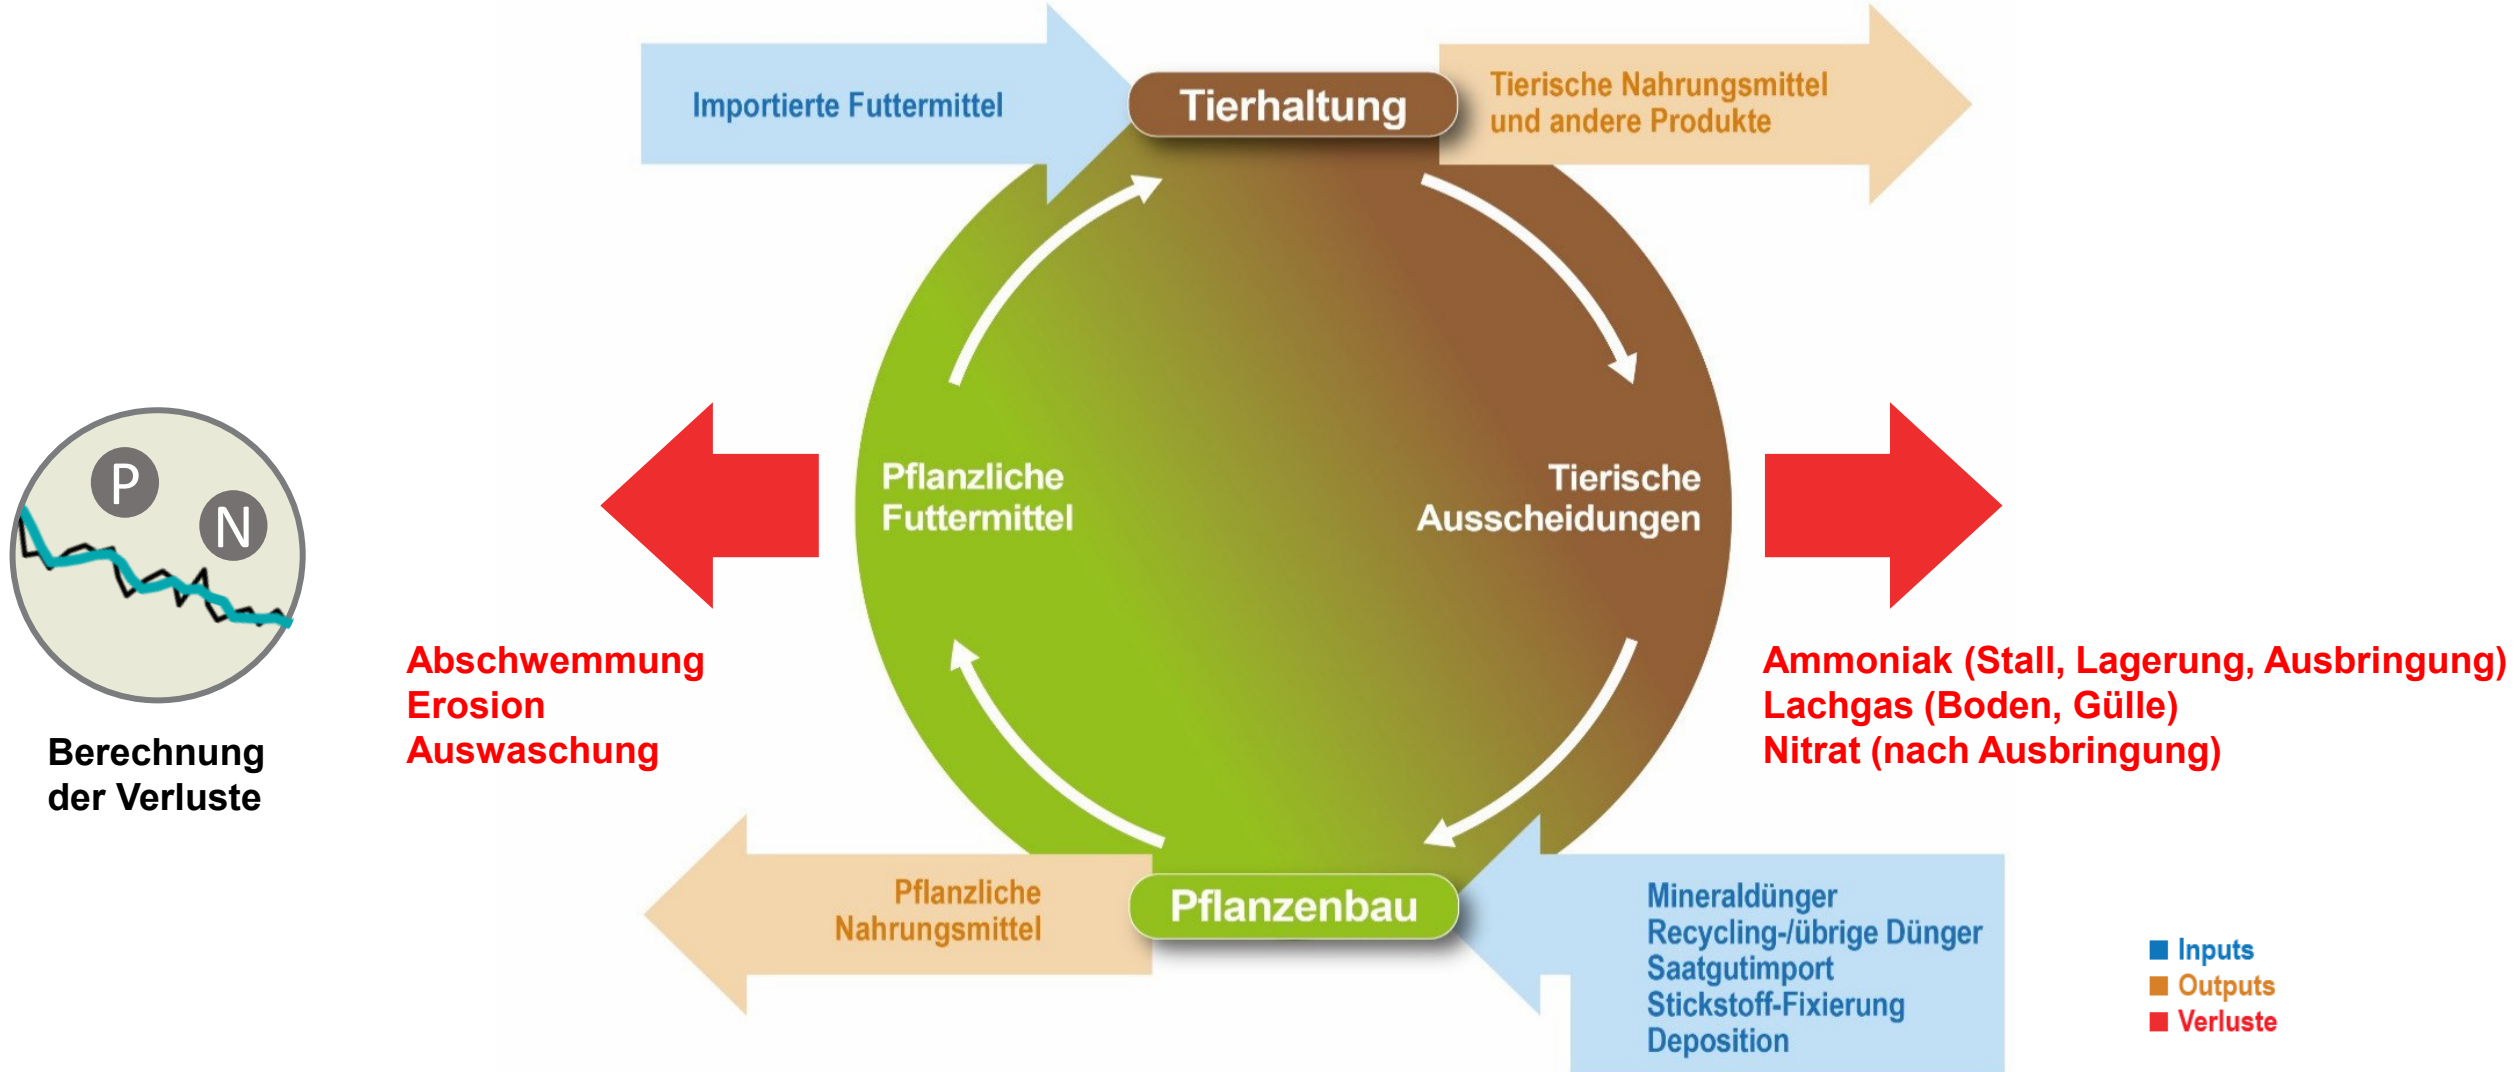 Importierte Futtermittel
Tierhaltung
Tierische Nahrungsmittel
und andere Produkte
P
N
Pflanzliche
Futtermittel
Tierische
Ausscheidungen
Berechnung
der Verluste
Abschwemmung
Erosion
Auswaschung
Ammoniak (Stall, Lagerung, Ausbringung)
Lachgas (Boden, Gülle)
Nitrat (nach Ausbringung)
Pflanzliche
Nahrungsmittel
Pflanzenbau
Mineraldünger
Recycling-/übrige Dünger
Saatgutimport
Stickstoff-Fixierung
Deposition
Inputs
Outputs
Verluste